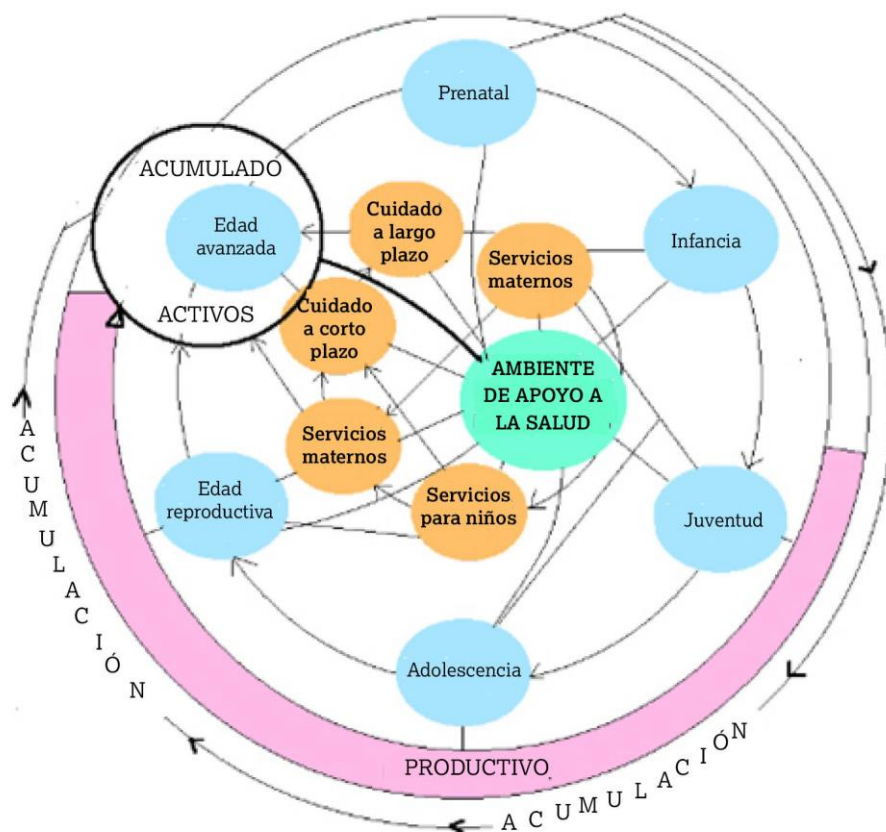 Prenatal
ACUMULADO
Edad
avanzada
ACTIVOS
Cuidado
a largo
plazo
Servicios
maternos
Infancia
Cuidado
a corto
plazo
AMBIENTE
DE APOYO A
LA SALUD
Servicios
maternos
Edad
reproductiva
Servicios
para niños
Juventud
Adolescencia
PRODUCTIVO
ACUMULACIÓN
ACUMULACIÓN